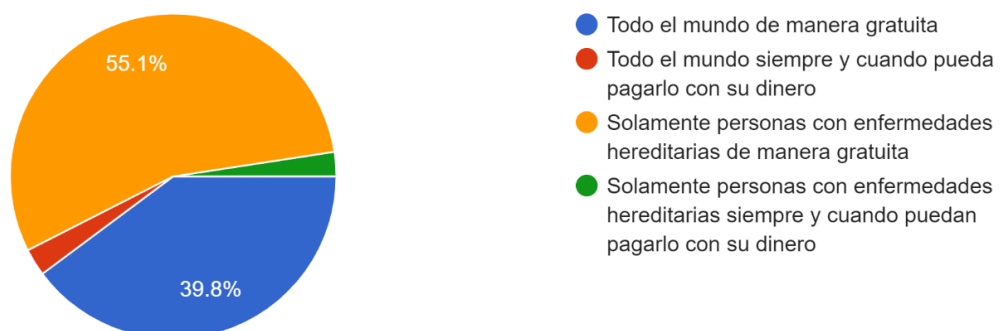 55.1%
39.8%
Todo el mundo de manera gratuita
Todo el mundo siempre y cuando pueda
pagarlo con su dinero
Solamente personas con enfermedades
hereditarias de manera gratuita
Solamente personas con enfermedades
hereditarias siempre y cuando puedan
pagarlo con su dinero